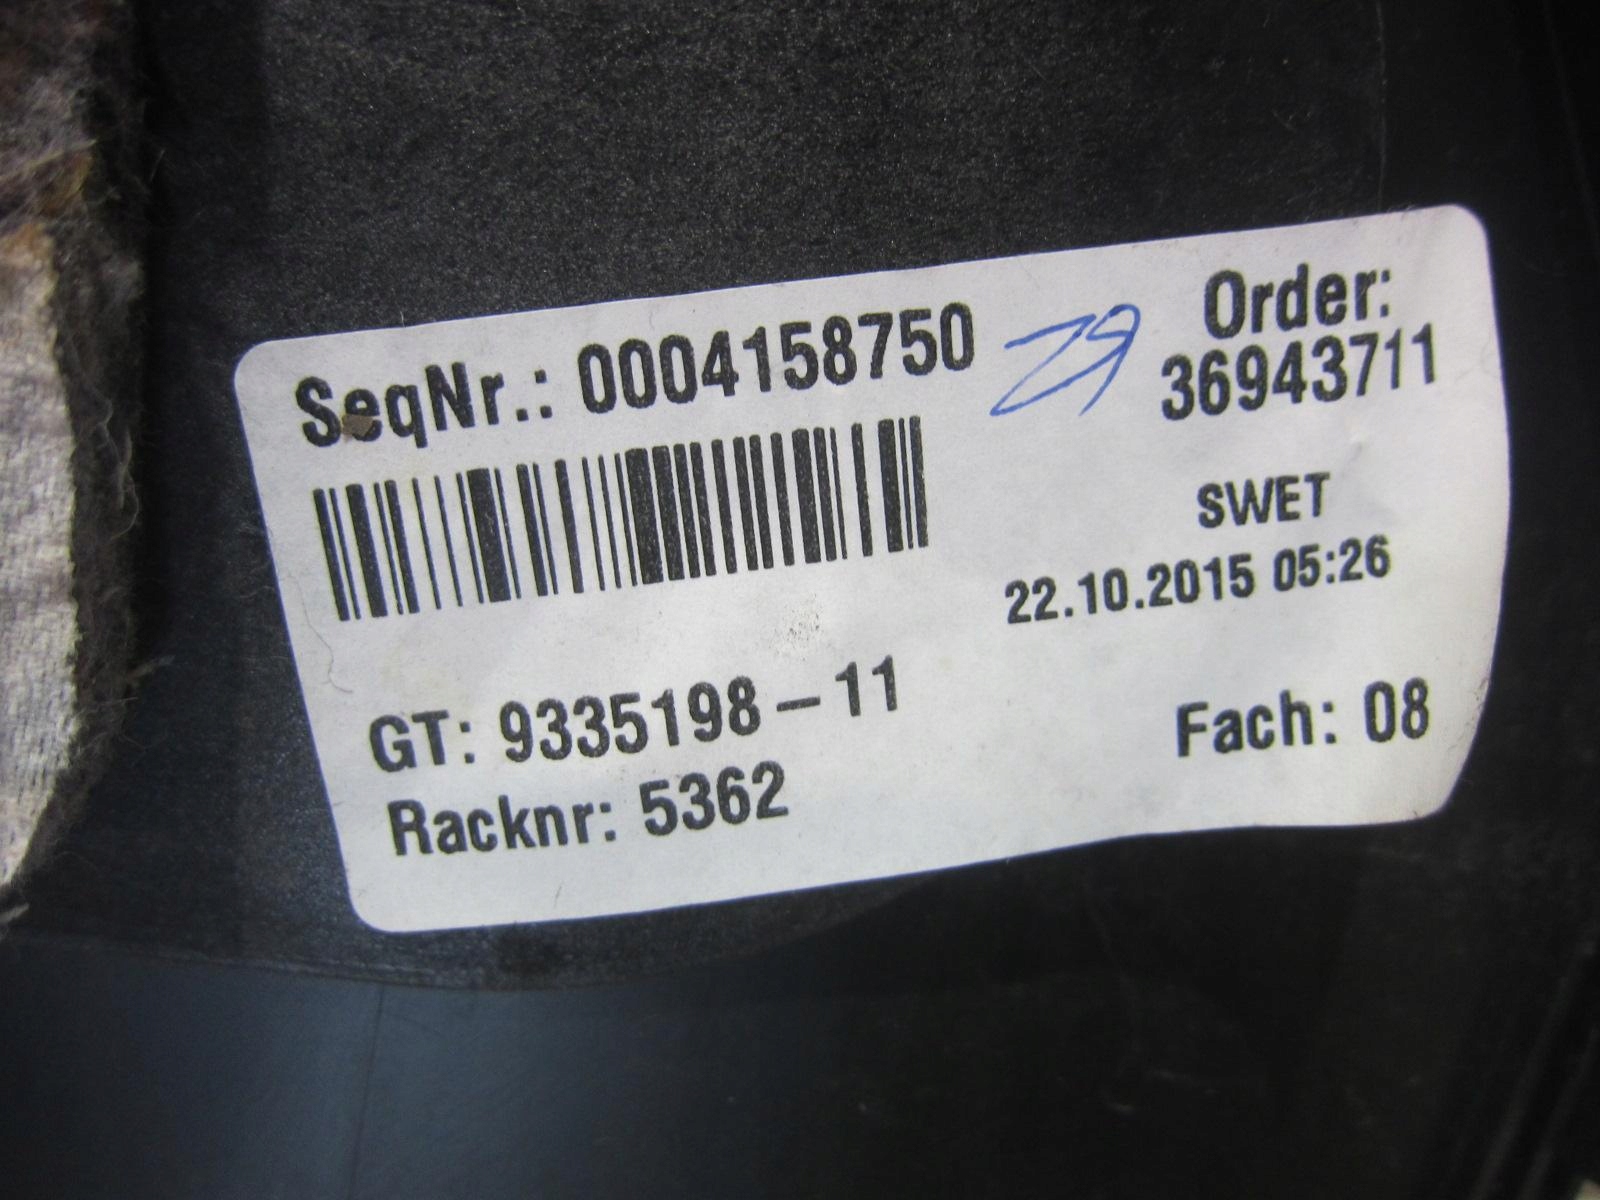 SeqNr.: 0004158750
Order:
36943711
SWET
22.10.2015 05:26
GT: 9335198-11
Fach: 08
Racknr: 5362